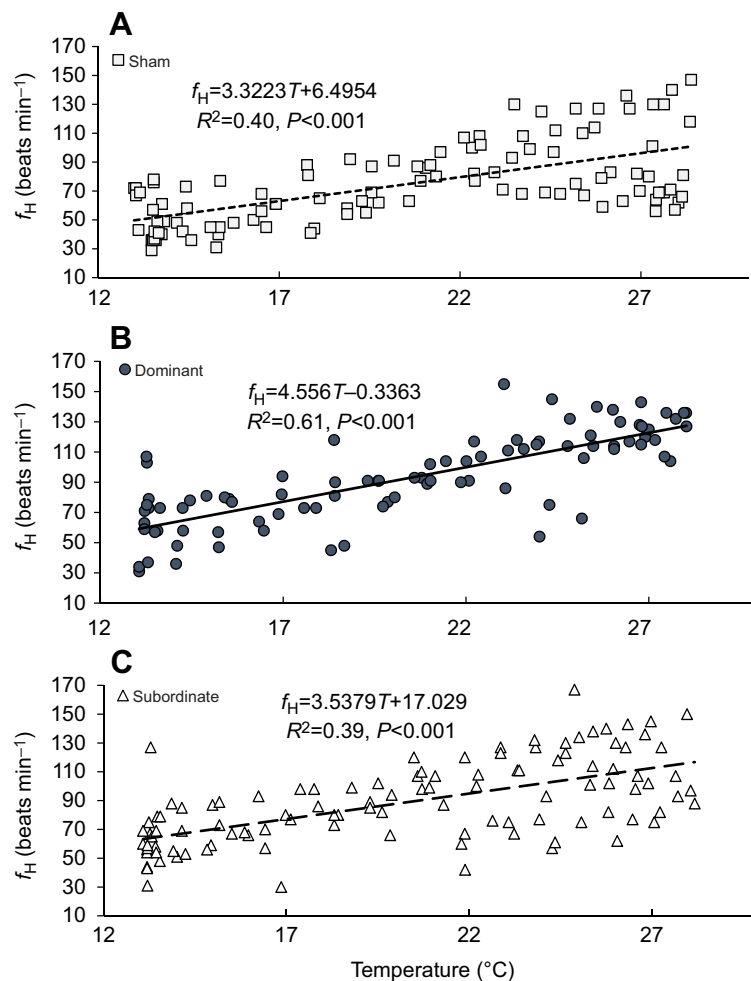 A
170
Sham
150
fH=3.3223T+6.4954
130
R²=0.40, P<0.001
110
90
70
50
30
10
fH (beats min⁻¹)
12 17 22 27
B
170
Dominant
150
fH=4.556T–0.3363
130
R²=0.61, P<0.001
110
90
70
50
30
10
fH (beats min⁻¹)
12 17 22 27
C
170
Subordinate
fH=3.5379T+17.029
150
R²=0.39, P<0.001
130
110
90
70
50
30
10
fH (beats min⁻¹)
12 17 22 27
Temperature (°C)